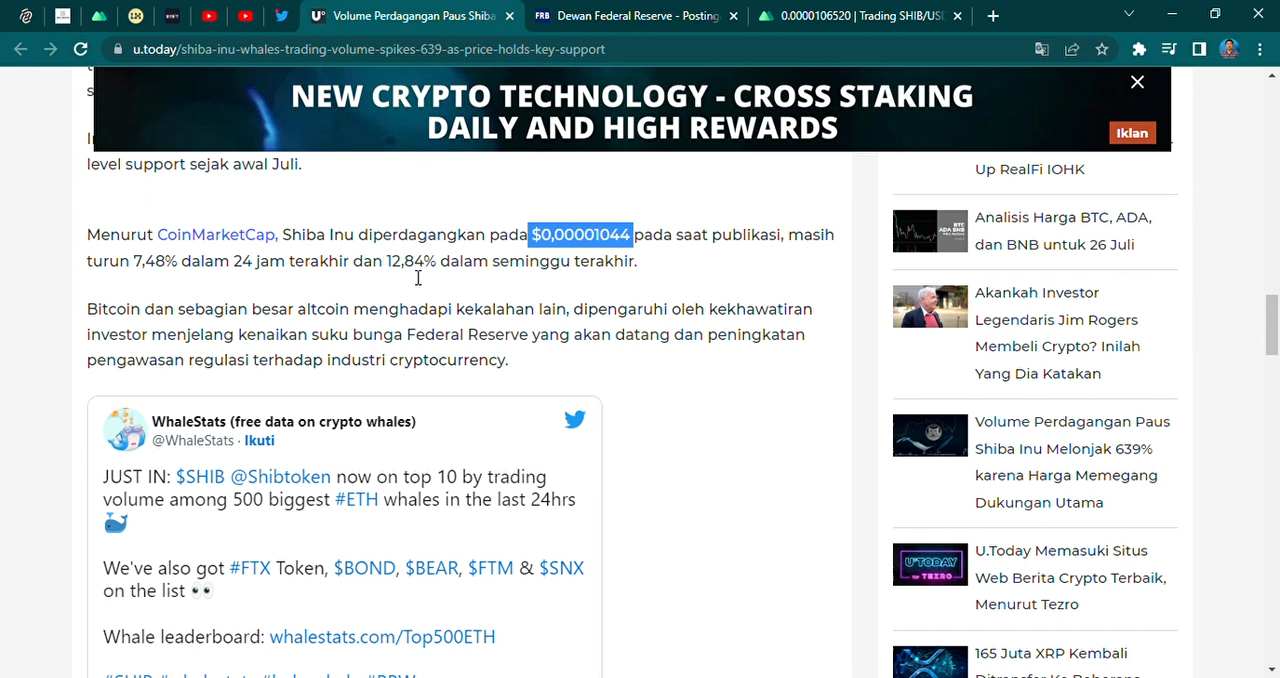 Volume Perdagangan Paus Shiba
Dewan Federal Reserve - Posting
0.0000106520 | Trading SHIB/USD
u.today/shiba-inu-whales-trading-volume-spikes-639-as-price-holds-key-support
NEW CRYPTO TECHNOLOGY - CROSS STAKING
DAILY AND HIGH REWARDS
Iklan
level support sejak awal Juli.
Menurut CoinMarketCap, Shiba Inu diperdagangkan pada $0,00001044 pada saat publikasi, masih
turun 7,48% dalam 24 jam terakhir dan 12,84% dalam seminggu terakhir.
Bitcoin dan sebagian besar altcoin menghadapi kekalahan lain, dipengaruhi oleh kekhawatiran
investor menjelang kenaikan suku bunga Federal Reserve yang akan datang dan peningkatan
pengawasan regulasi terhadap industri cryptocurrency.
WhaleStats (free data on crypto whales)
@WhaleStats · Ikuti
JUST IN: $SHIB @Shibtoken now on top 10 by trading
volume among 500 biggest #ETH whales in the last 24hrs
🐳
We've also got #FTX Token, $BOND, $BEAR, $FTM & $SNX
on the list 👀
Whale leaderboard: whalestats.com/Top500ETH
Up RealFi IOHK
Analisis Harga BTC, ADA,
dan BNB untuk 26 Juli
Akankah Investor
Legendaris Jim Rogers
Membeli Crypto? Inilah
Yang Dia Katakan
Volume Perdagangan Paus
Shiba Inu Melonjak 639%
karena Harga Memegang
Dukungan Utama
U.Today Memasuki Situs
Web Berita Crypto Terbaik,
Menurut Tezro
165 Juta XRP Kembali